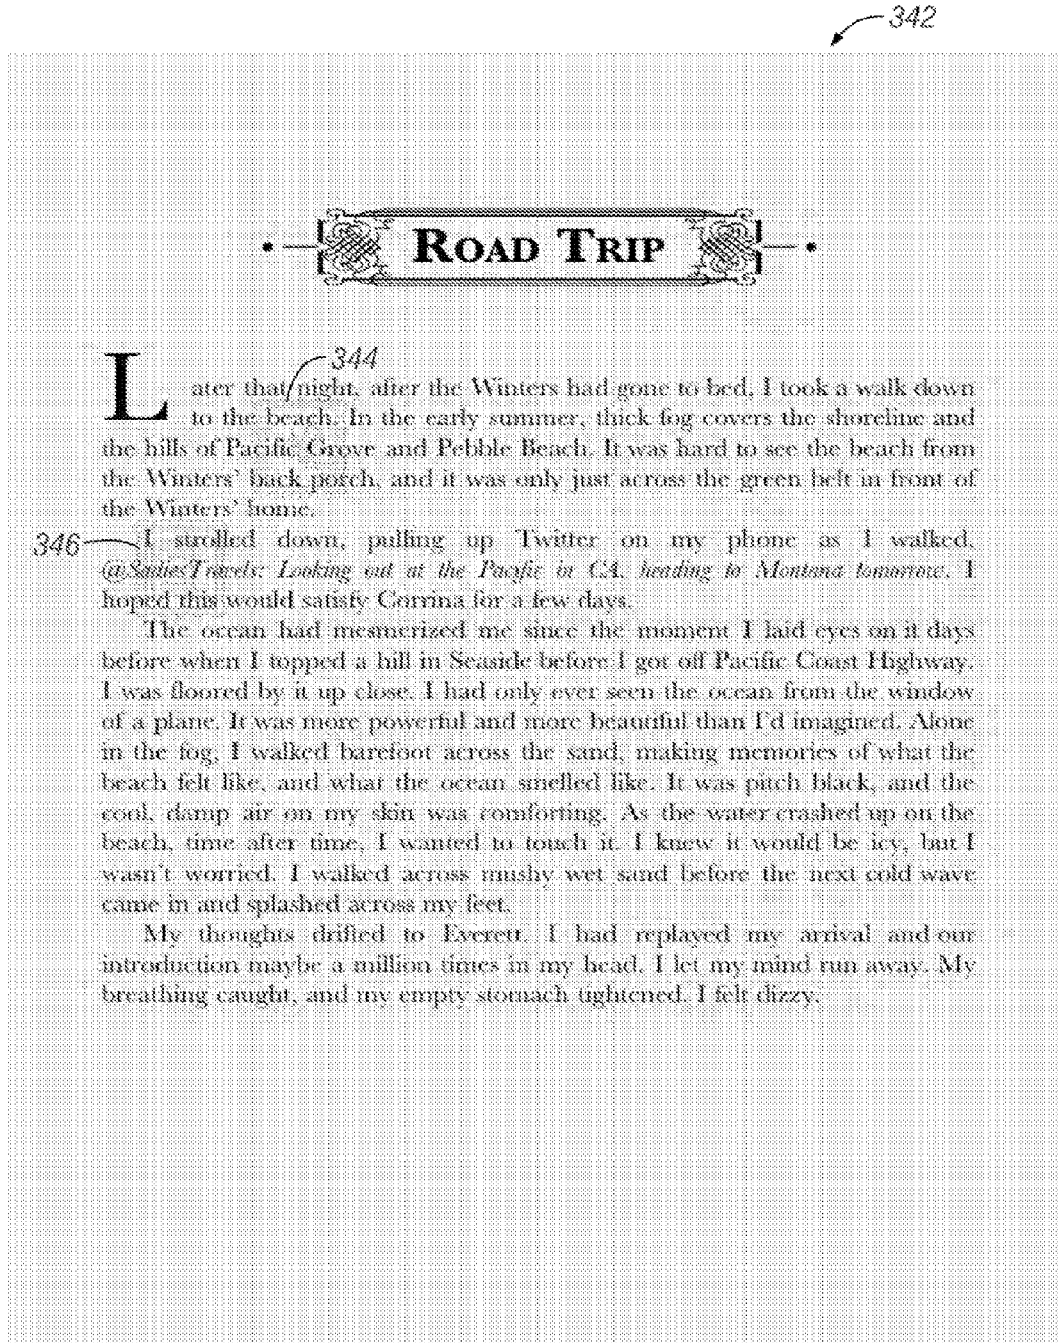 342
ROAD TRIP
344
Later that night, after the Winters had gone to bed, I took a walk down
to the beach. In the early summer, thick fog covers the shoreline and
the hills of Pacific Grove and Pebble Beach. It was hard to see the beach from
the Winters' back porch, and it was only just across the green belt in front of
the Winters' home.
346
I strolled down, pulling up Twitter on my phone as I walked.
@SadiesTravels: Looking out at the Pacific in CA, heading to Montana tomorrow. I
hoped this would satisfy Corrina for a few days.
The ocean had mesmerized me since the moment I laid eyes on it days
before when I topped a hill in Seaside before I got off Pacific Coast Highway.
I was floored by it up close. I had only ever seen the ocean from the window
of a plane. It was more powerful and more beautiful than I'd imagined. Alone
in the fog, I walked barefoot across the sand, making memories of what the
beach felt like, and what the ocean smelled like. It was pitch black, and the
cool, damp air on my skin was comforting. As the water crashed up on the
beach, time after time, I wanted to touch it. I knew it would be icy, but I
wasn't worried. I walked across mushy wet sand before the next cold wave
came in and splashed across my feet.
My thoughts drifted to Everett. I had replayed my arrival and our
introduction maybe a million times in my head. I let my mind run away. My
breathing caught, and my empty stomach tightened. I felt dizzy.